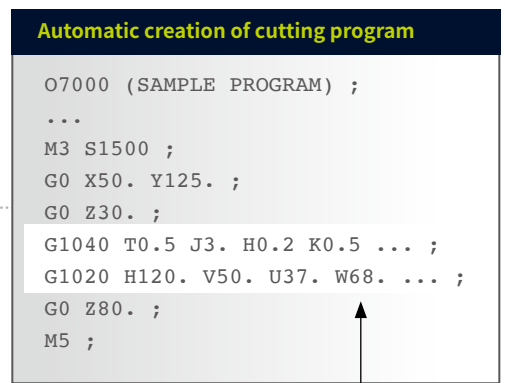 Automatic creation of cutting program
O7000 (SAMPLE PROGRAM) ;
...
M3 S1500 ;
G0 X50. Y125. ;
G0 Z30. ;
G1040 T0.5 J3. H0.2 K0.5 ... ;
G1020 H120. V50. U37. W68. ... ;
G0 Z80. ;
M5 ;